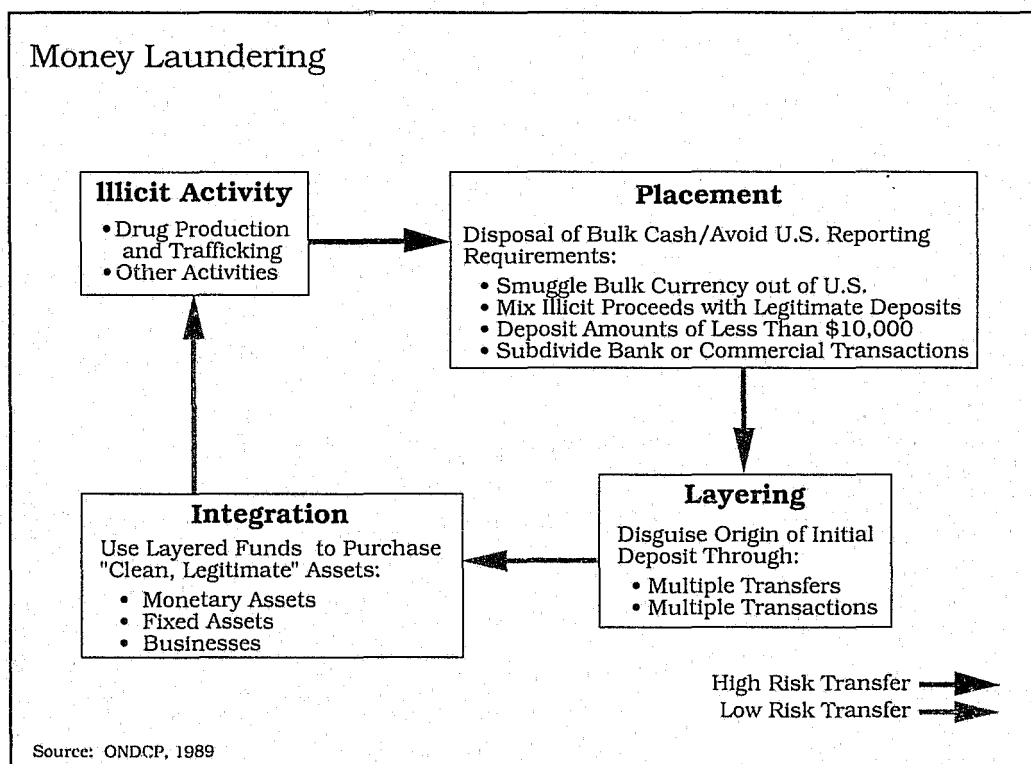 Money Laundering
Illicit Activity
• Drug Production
and Trafficking
• Other Activities
Placement
Disposal of Bulk Cash/Avoid U.S. Reporting
Requirements:
• Smuggle Bulk Currency out of U.S.
• Mix Illicit Proceeds with Legitimate Deposits
• Deposit Amounts of Less Than $10,000
• Subdivide Bank or Commercial Transactions
Layering
Disguise Origin of Initial
Deposit Through:
• Multiple Transfers
• Multiple Transactions
Integration
Use Layered Funds to Purchase
"Clean, Legitimate" Assets:
• Monetary Assets
• Fixed Assets
• Businesses
High Risk Transfer
Low Risk Transfer
Source: ONDCP, 1989